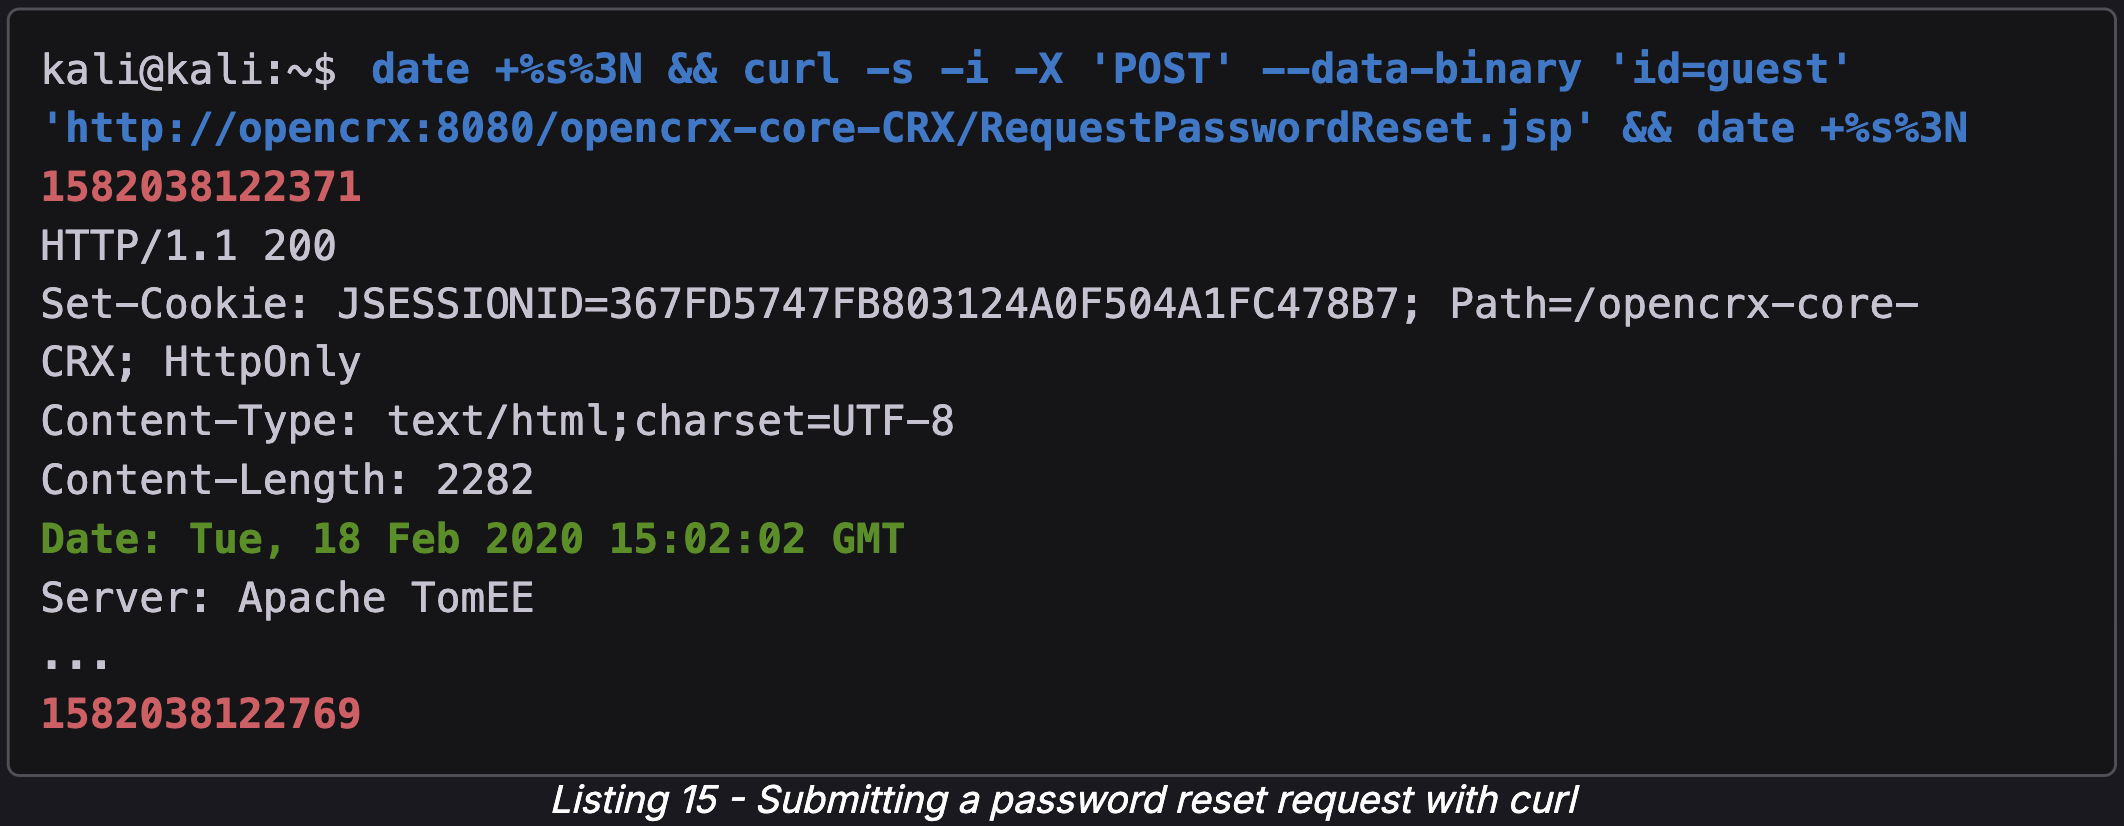 kali@kali:~$ date +%s%3N && curl -s -i -X 'POST' --data-binary 'id=guest'
'http://opencrx:8080/opencrx-core-CRX/RequestPasswordReset.jsp' && date +%s%3N
1582038122371
HTTP/1.1 200
Set-Cookie: JSESSIONID=367FD5747FB803124A0F504A1FC478B7; Path=/opencrx-core-
CRX; HttpOnly
Content-Type: text/html;charset=UTF-8
Content-Length: 2282
Date: Tue, 18 Feb 2020 15:02:02 GMT
Server: Apache TomEE
...
1582038122769
Listing 15 - Submitting a password reset request with curl